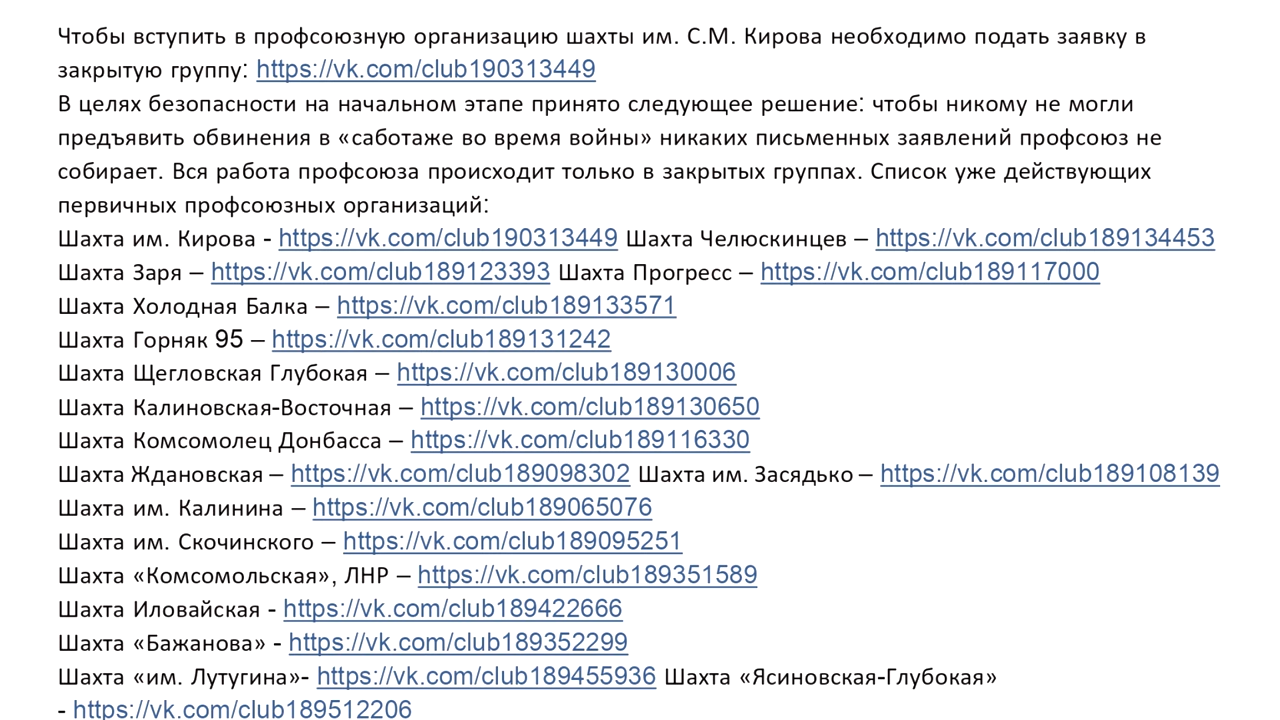 Чтобы вступить в профсоюзную организацию шахты им. С.М. Кирова необходимо подать заявку в
закрытую группу: https://vk.com/club190313449
В целях безопасности на начальном этапе принято следующее решение: чтобы никому не могли
предъявить обвинения в «саботаже во время войны» никаких письменных заявлений профсоюз не
собирает. Вся работа профсоюза происходит только в закрытых группах. Список уже действующих
первичных профсоюзных организаций:
Шахта им. Кирова - https://vk.com/club190313449 Шахта Челюскинцев – https://vk.com/club189134453
Шахта Заря – https://vk.com/club189123393 Шахта Прогресс – https://vk.com/club189117000
Шахта Холодная Балка – https://vk.com/club189133571
Шахта Горняк 95 – https://vk.com/club189131242
Шахта Щегловская Глубокая – https://vk.com/club189130006
Шахта Калиновская-Восточная – https://vk.com/club189130650
Шахта Комсомолец Донбасса – https://vk.com/club189116330
Шахта Ждановская – https://vk.com/club189098302 Шахта им. Засядько – https://vk.com/club189108139
Шахта им. Калинина – https://vk.com/club189065076
Шахта им. Скочинского – https://vk.com/club189095251
Шахта «Комсомольская», ЛНР – https://vk.com/club189351589
Шахта Иловайская - https://vk.com/club189422666
Шахта «Бажанова» - https://vk.com/club189352299
Шахта «им. Лутугина»- https://vk.com/club189455936 Шахта «Ясиновская-Глубокая»
- https://vk.com/club189512206